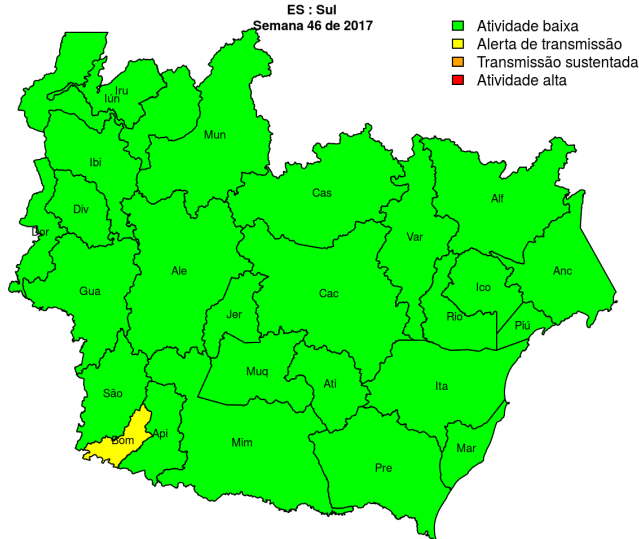 ES : Sul
Semana 46 de 2017
Atividade baixa
Alerta de transmissão
Transmissão sustentada
Atividade alta
Iru
Iún
Mun
Ibi
Cas
Alf
Div
Dor
Var
Ale
Anc
Gua
Cac
Ico
Jer
Rio
Piú
Muq
Ati
Ita
São
Bom
Api
Mim
Mar
Pre